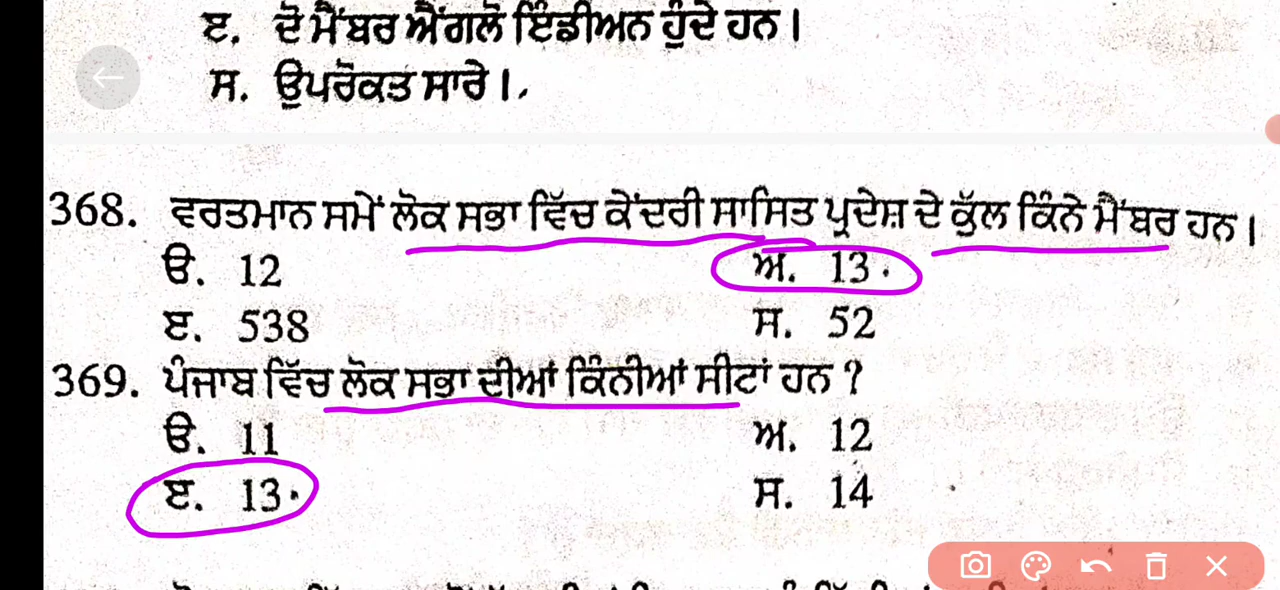 ੲ. ਦੋ ਮੈਂਬਰ ਐਂਗਲੋ ਇੰਡੀਅਨ ਹੁੰਦੇ ਹਨ।
ਸ. ਉਪਰੋਕਤ ਸਾਰੇ।
368. ਵਰਤਮਾਨ ਸਮੇਂ ਲੋਕ ਸਭਾ ਵਿੱਚ ਕੇਂਦਰੀ ਸਾਸਿਤ ਪ੍ਰਦੇਸ਼ ਦੇ ਕੁੱਲ ਕਿੰਨੇ ਮੈਂਬਰ ਹਨ।
ੳ. 12 ਅ. 13
ੲ. 538 ਸ. 52
369. ਪੰਜਾਬ ਵਿੱਚ ਲੋਕ ਸਭਾ ਦੀਆਂ ਕਿੰਨੀਆਂ ਸੀਟਾਂ ਹਨ ?
ੳ. 11 ਅ. 12
ੲ. 13 ਸ. 14